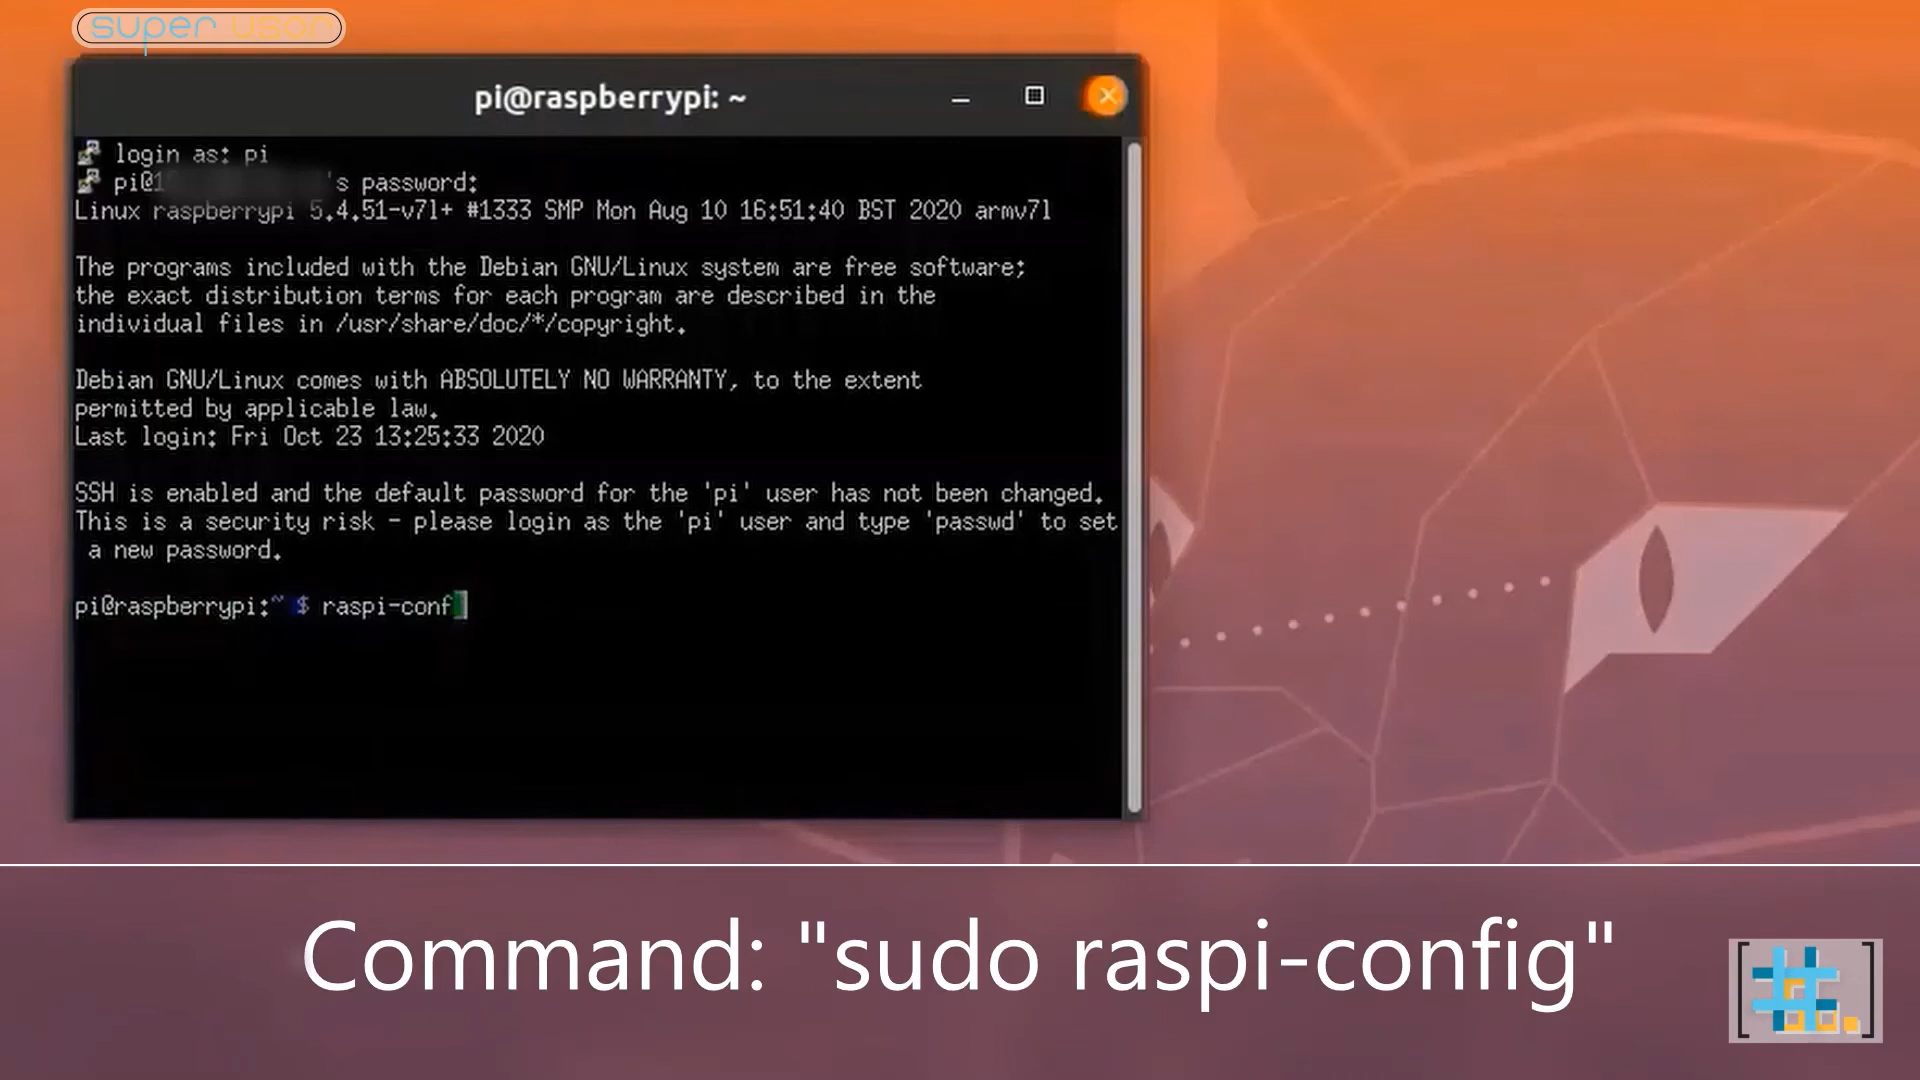 super usor
pi@raspberrypi: ~
login as: pi
pi@1 's password:
Linux raspberrypi 5.4.51-v7l+ #1333 SMP Mon Aug 10 16:51:40 BST 2020 armv7l
The programs included with the Debian GNU/Linux system are free software;
the exact distribution terms for each program are described in the
individual files in /usr/share/doc/*/copyright.
Debian GNU/Linux comes with ABSOLUTELY NO WARRANTY, to the extent
permitted by applicable law.
Last login: Fri Oct 23 13:25:33 2020
SSH is enabled and the default password for the 'pi' user has not been changed.
This is a security risk - please login as the 'pi' user and type 'passwd' to set
a new password.
pi@raspberrypi:~ $ raspi-conf
Command: "sudo raspi-config"
[#.]